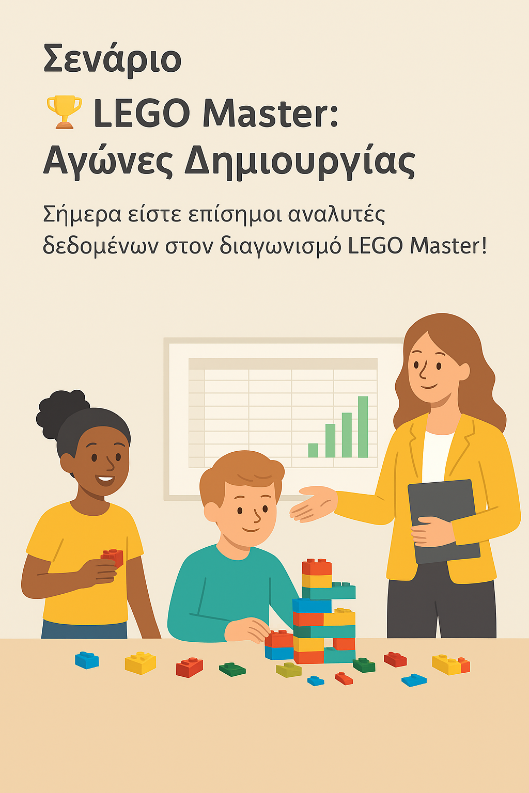 Σενάριο
🏆 LEGO Master:
Αγώνες Δημιουργίας
Σήμερα είστε επίσημοι αναλυτές
δεδομένων στον διαγωνισμό LEGO Master!